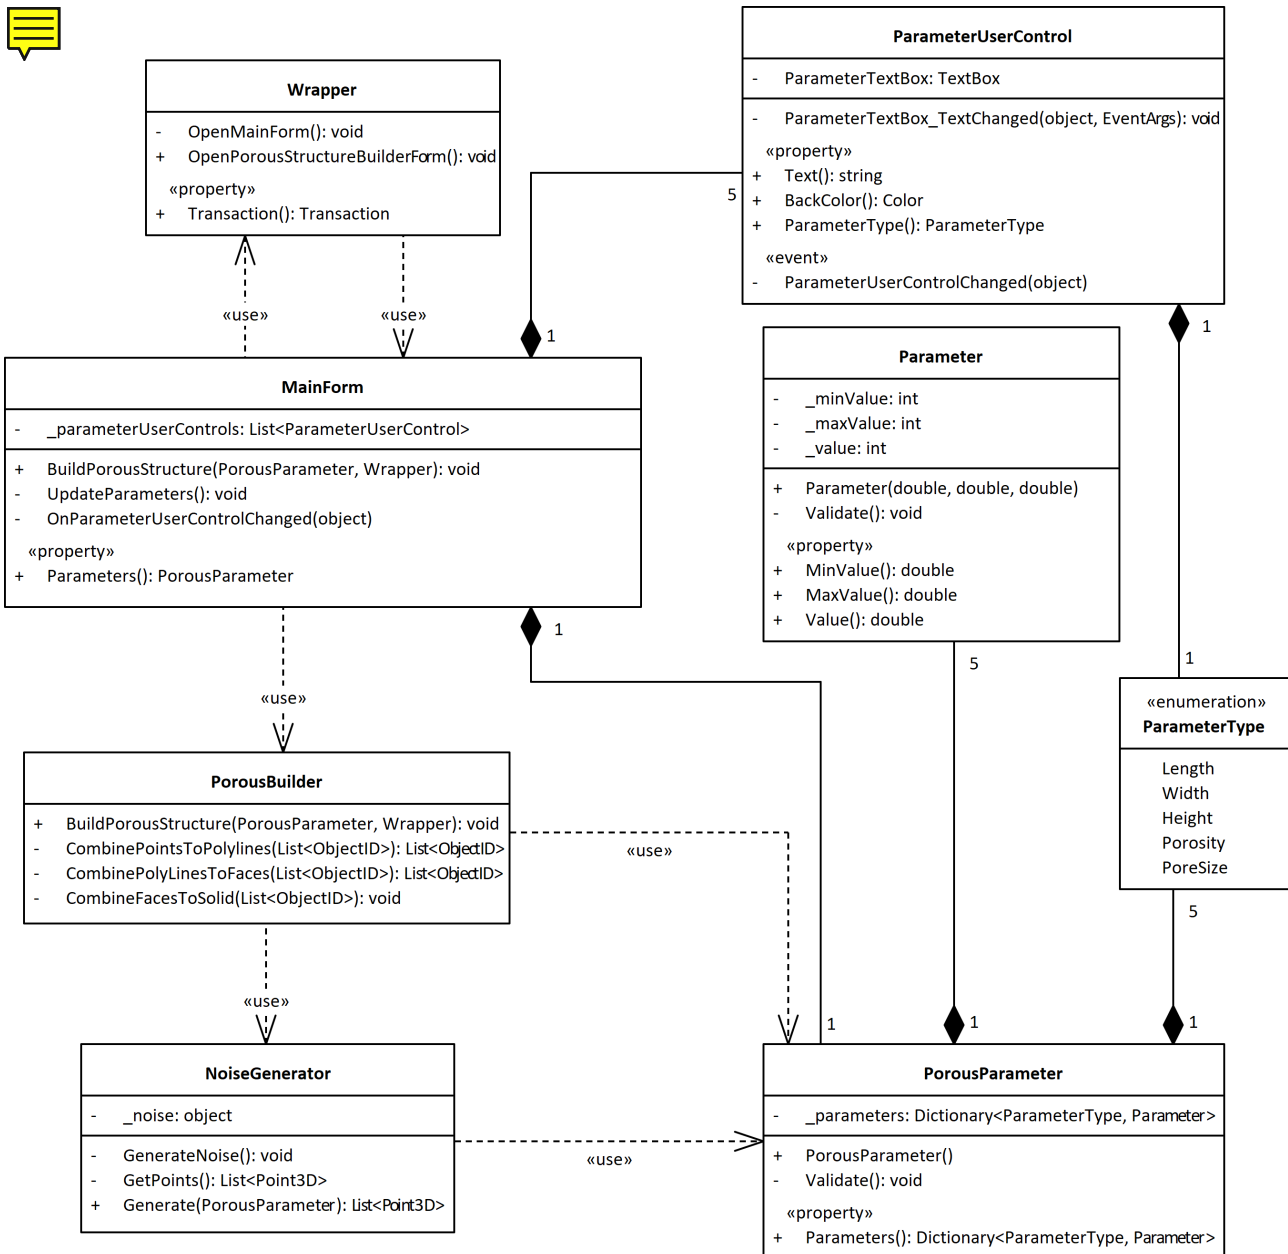 ParameterUserControl
- ParameterTextBox: TextBox
- ParameterTextBox_TextChanged(object, EventArgs): void
«property»
+ Text(): string
+ BackColor(): Color
+ ParameterType(): ParameterType
«event»
- ParameterUserControlChanged(object)
Wrapper
- OpenMainForm(): void
+ OpenPorousStructureBuilderForm(): void
«property»
+ Transaction(): Transaction
5
1
«use»
«use»
1
MainForm
- _parameterUserControls: List<ParameterUserControl>
+ BuildPorousStructure(PorousParameter, Wrapper): void
- UpdateParameters(): void
- OnParameterUserControlChanged(object)
«property»
+ Parameters(): PorousParameter
Parameter
- _minValue: int
- _maxValue: int
- _value: int
+ Parameter(double, double, double)
- Validate(): void
«property»
+ MinValue(): double
+ MaxValue(): double
+ Value(): double
1
5
1
«use»
«enumeration»
ParameterType
Length
Width
Height
Porosity
PoreSize
PorousBuilder
+ BuildPorousStructure(PorousParameter, Wrapper): void
- CombinePointsToPolylines(List<ObjectID>): List<ObjectID>
- CombinePolyLinesToFaces(List<ObjectID>): List<ObjectID>
- CombineFacesToSolid(List<ObjectID>): void
«use»
5
«use»
1
1
1
NoiseGenerator
- _noise: object
- GenerateNoise(): void
- GetPoints(): List<Point3D>
+ Generate(PorousParameter): List<Point3D>
«use»
PorousParameter
- _parameters: Dictionary<ParameterType, Parameter>
+ PorousParameter()
- Validate(): void
«property»
+ Parameters(): Dictionary<ParameterType, Parameter>